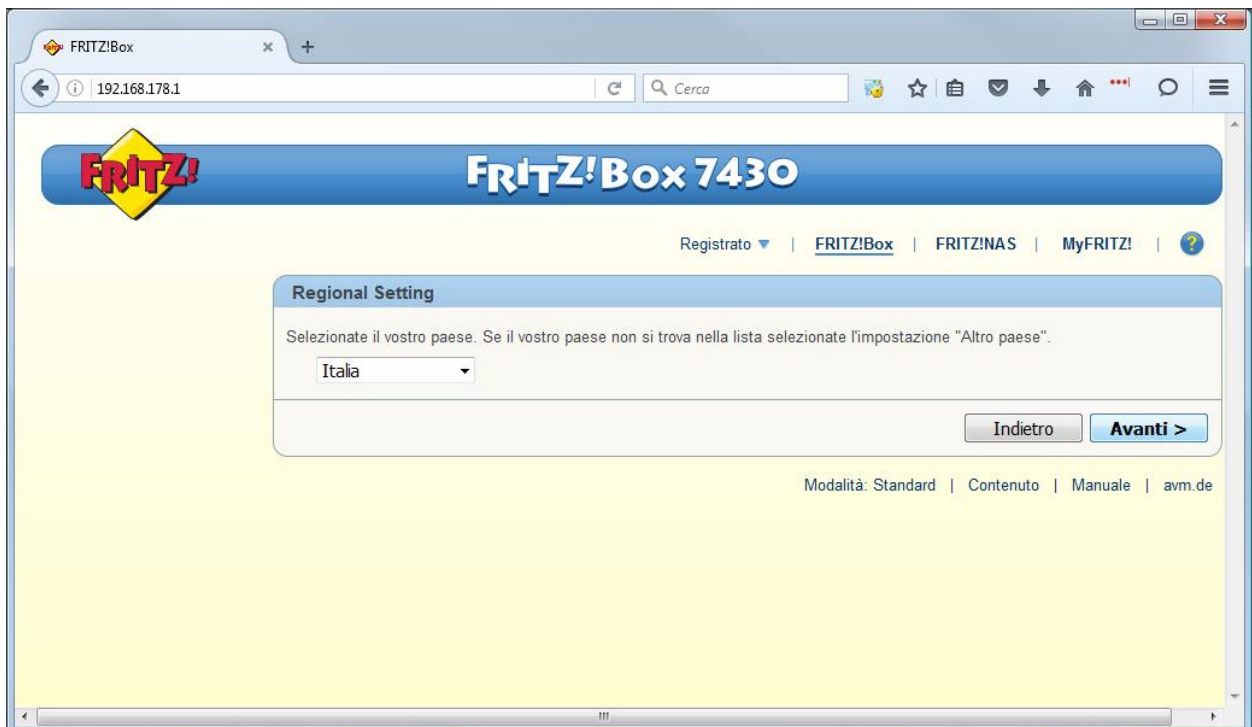 FRITZ!Box
192.168.178.1
Cerca
FRITZ!
FRITZ!Box 7430
Registrato | FRITZ!Box | FRITZ!NAS | MyFRITZ! | ?
Regional Setting
Selezionate il vostro paese. Se il vostro paese non si trova nella lista selezionate l'impostazione "Altro paese".
Italia
Indietro Avanti >
Modalità: Standard | Contenuto | Manuale | avm.de